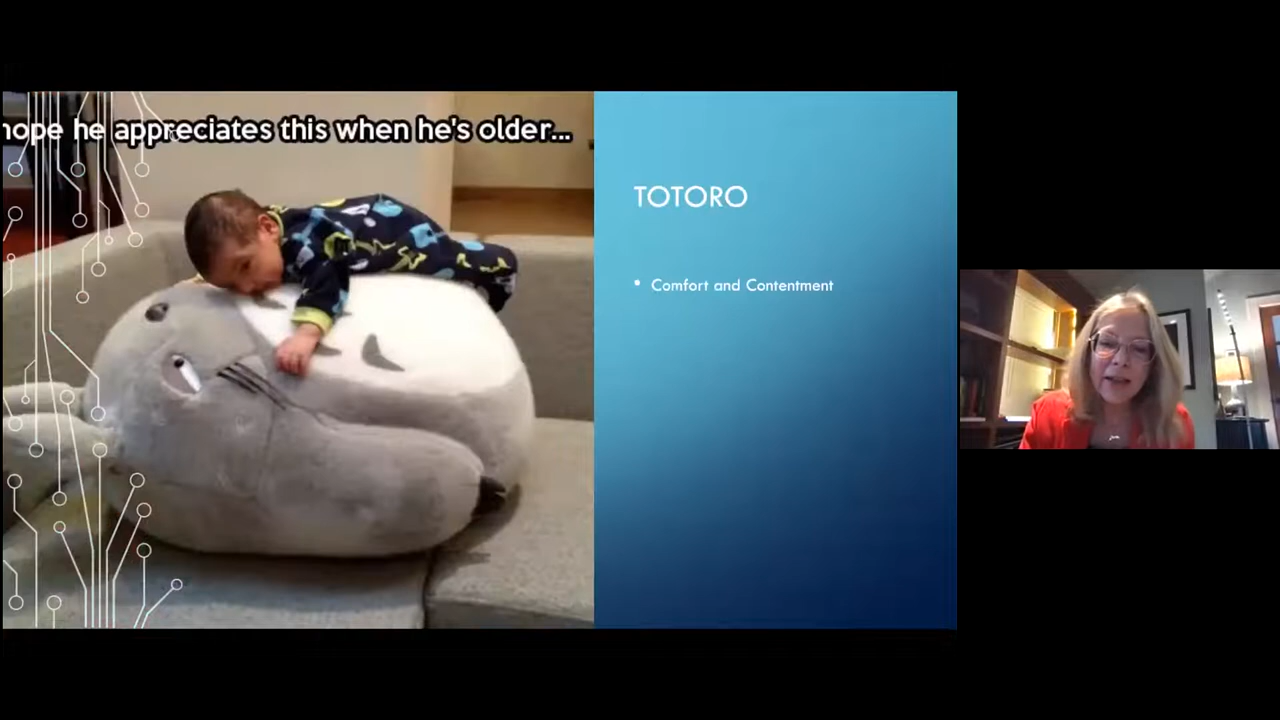 hope he appreciates this when he's older...
TOTORO
• Comfort and Contentment